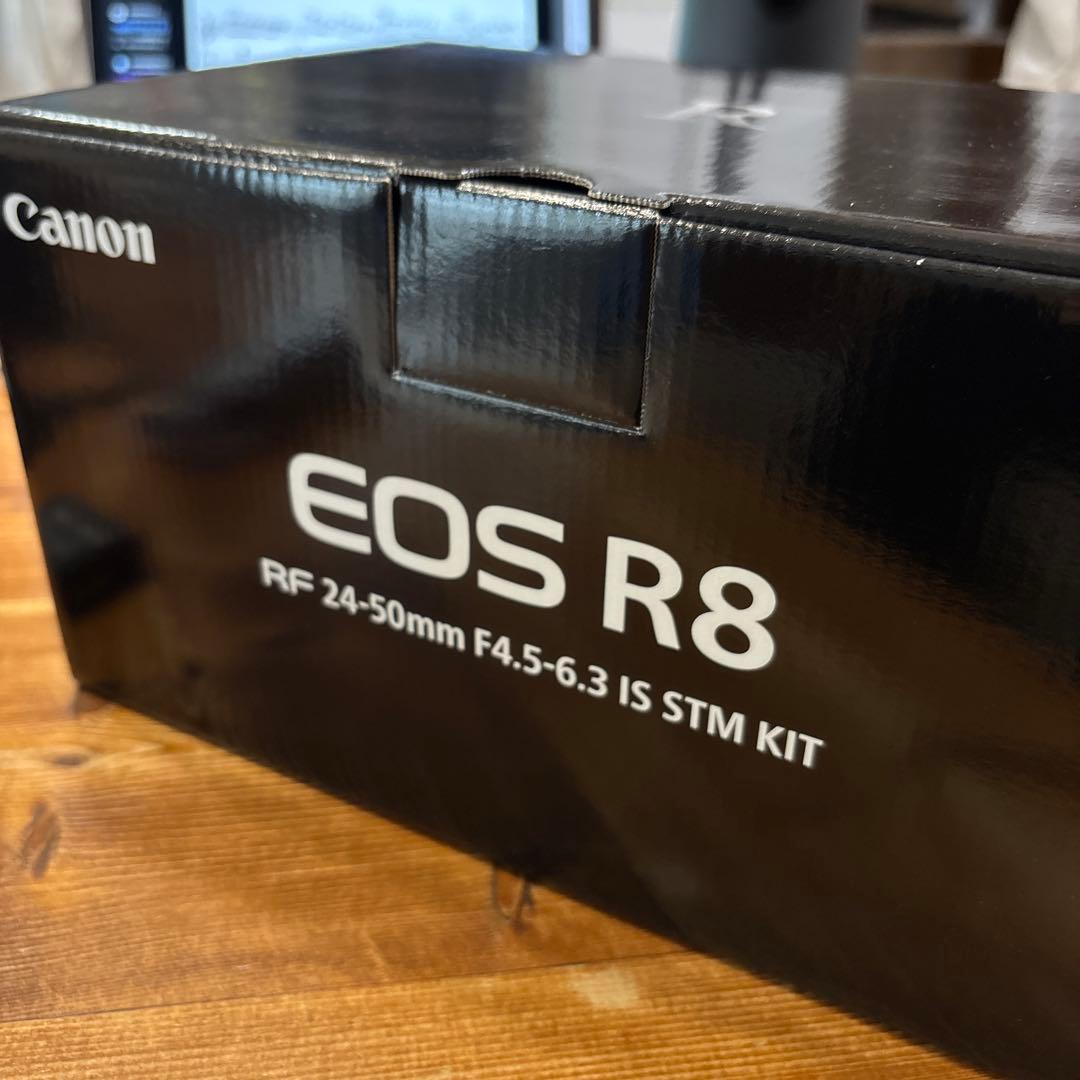 Canon
EOS R8
RF 24-50mm F4.5-6.3 IS STM KIT